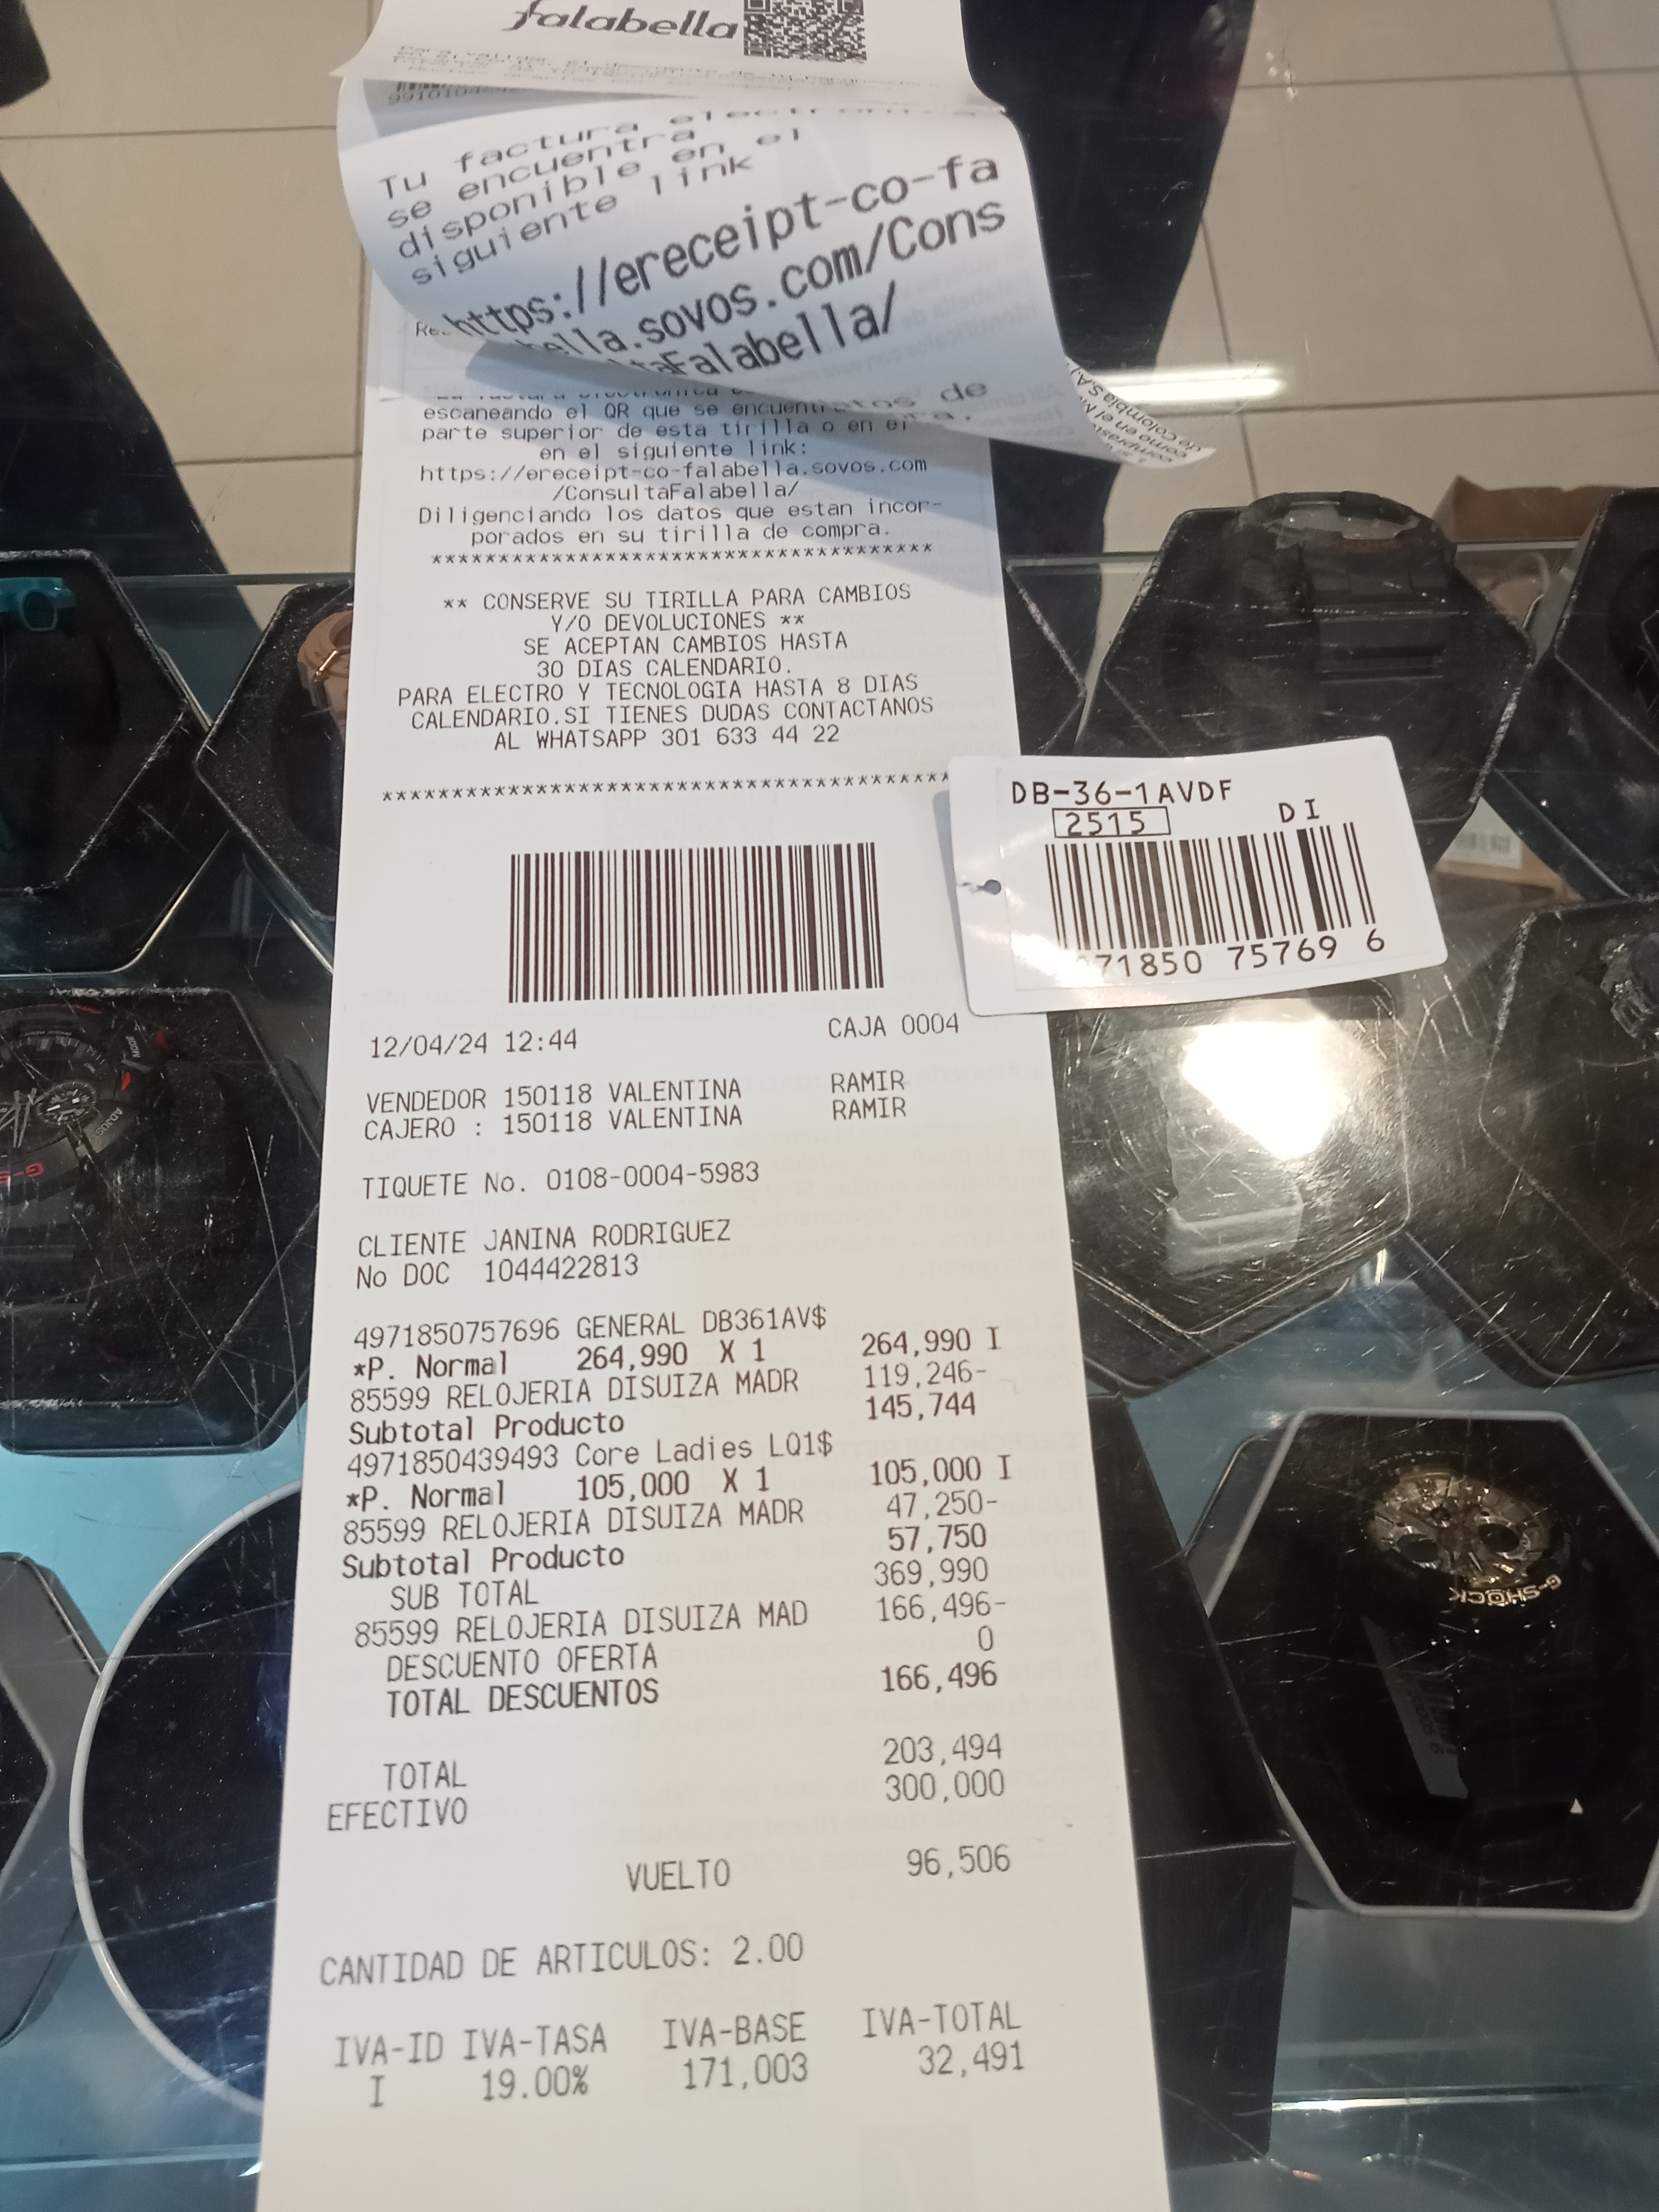 falabella
Tu factura
se encuentra
disponible en el
siguiente link
https://ereceipt-co-fa
bella.sovos.com/Cons
taFalabella/
escaneando el QR que se
parte superior de esta tirilla o en
en el siguiente link:
https://ereceipt-co-falabella.sovos.com
/ConsultaFalabella/
Diligenciando los datos que estan incor-
porados en su tirilla de compra.
*************************************
** CONSERVE SU TIRILLA PARA CAMBIOS
Y/O DEVOLUCIONES **
SE ACEPTAN CAMBIOS HASTA
30 DIAS CALENDARIO.
PARA ELECTRO Y TECNOLOGIA HASTA 8 DIAS
CALENDARIO.SI TIENES DUDAS CONTACTANOS
AL WHATSAPP 301 633 44 22
****************************************
DB-36-1AVDF
2515 DI
71850 75769 6
12/04/24 12:44 CAJA 0004
VENDEDOR 150118 VALENTINA RAMIR
CAJERO : 150118 VALENTINA RAMIR
TIQUETE No. 0108-0004-5983
CLIENTE JANINA RODRIGUEZ
No DOC 1044422813
4971850757696 GENERAL DB361AV$
*P. Normal 264,990 X 1 264,990 I
85599 RELOJERIA DISUIZA MADR 119,246-
Subtotal Producto 145,744
4971850439493 Core Ladies LQ1$
*P. Normal 105,000 X 1 105,000 I
85599 RELOJERIA DISUIZA MADR 47,250-
Subtotal Producto 57,750
SUB TOTAL 369,990
85599 RELOJERIA DISUIZA MAD 166,496-
DESCUENTO OFERTA 0
TOTAL DESCUENTOS 166,496
TOTAL 203,494
EFECTIVO 300,000
VUELTO 96,506
CANTIDAD DE ARTICULOS: 2.00
IVA-ID IVA-TASA IVA-BASE IVA-TOTAL
I 19.00% 171,003 32,491
G-SHOCK